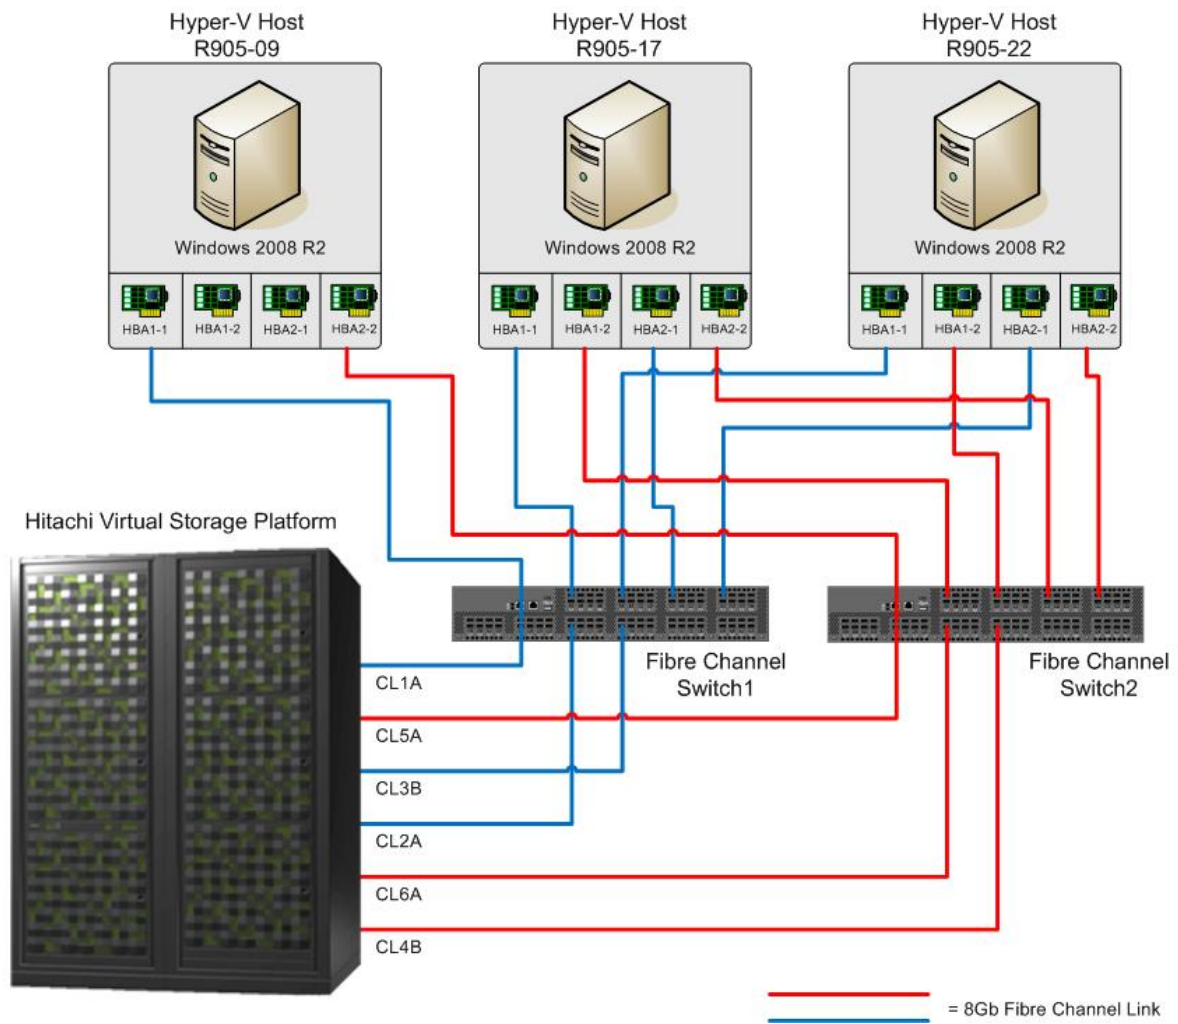 Hyper-V Host
R905-09
Hyper-V Host
R905-17
Hyper-V Host
R905-22
Windows 2008 R2
Windows 2008 R2
Windows 2008 R2
HBA1-1
HBA1-2
HBA2-1
HBA2-2
HBA1-1
HBA1-2
HBA2-1
HBA2-2
HBA1-1
HBA1-2
HBA2-1
HBA2-2
Hitachi Virtual Storage Platform
Fibre Channel
Switch1
Fibre Channel
Switch2
CL1A
CL5A
CL3B
CL2A
CL6A
CL4B
= 8Gb Fibre Channel Link